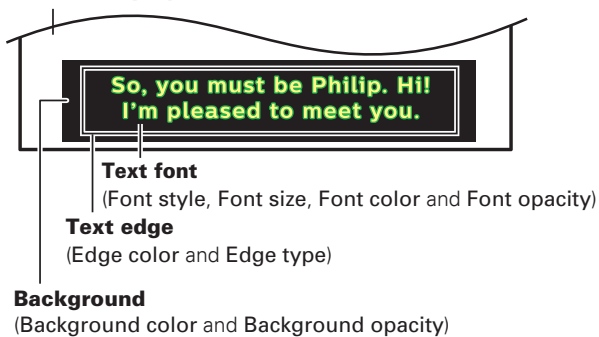 So, you must be Philip. Hi!
I'm pleased to meet you.
Text font
(Font style, Font size, Font color and Font opacity)
Text edge
(Edge color and Edge type)
Background
(Background color and Background opacity)